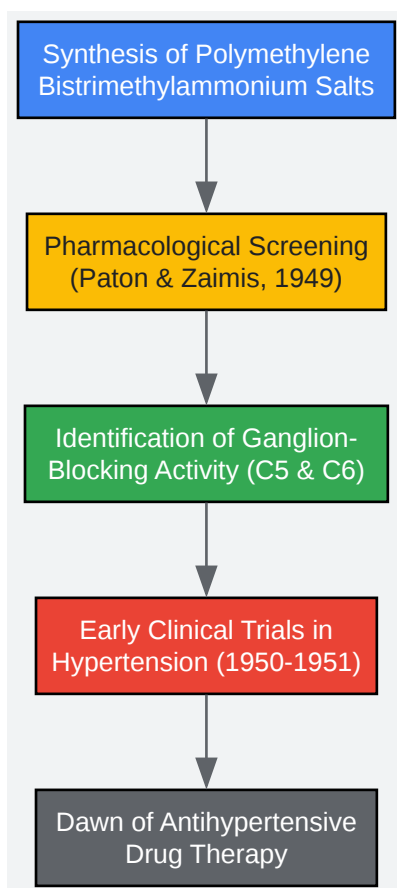 Synthesis of Polymethylene
Bistrimethylammonium Salts
Pharmacological Screening
(Paton & Zaimis, 1949)
Identification of Ganglion-
Blocking Activity (C5 & C6)
Early Clinical Trials in
Hypertension (1950-1951)
Dawn of Antihypertensive
Drug Therapy